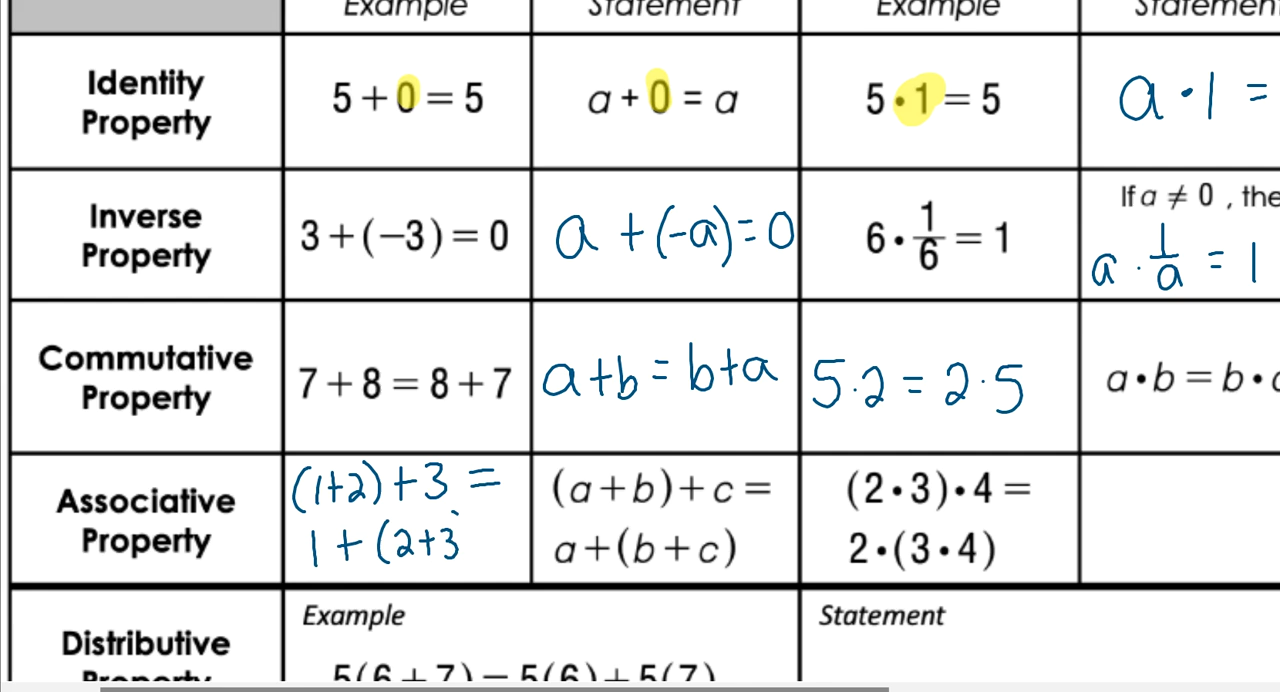 Example Statement Example Statement
Identity
Property
5 + 0 = 5
a + 0 = a
5 • 1 = 5
a • 1 =
Inverse
Property
3 + (−3) = 0
a + (-a) = 0
6 • 1/6 = 1
If a ≠ 0 , the
a · 1/a = 1
Commutative
Property
7 + 8 = 8 + 7
a+b = b+a
5·2 = 2·5
a • b = b •
Associative
Property
(1+2)+3 =
1 + (2+3
(a + b) + c =
a + (b + c)
(2 • 3) • 4 =
2 • (3 • 4)
Distributive
Property
Example
5(6 + 7) = 5(6) + 5(7)
Statement